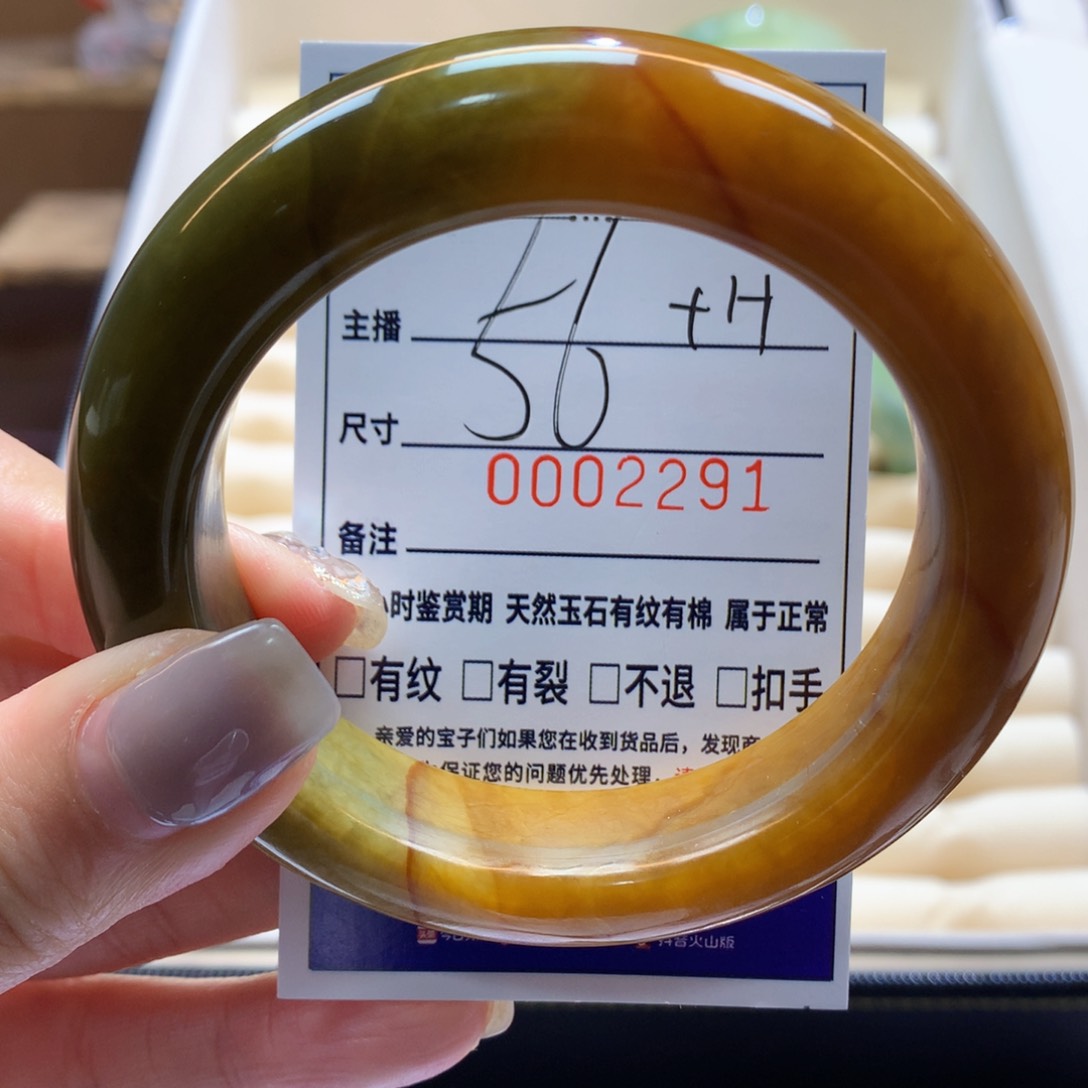 56 +H
主播
尺寸
0002291
备注
小时鉴赏期 天然玉石有纹有棉 属于正常
□有纹 □有裂 □不退 □扣手
亲爱的宝子们如果您在收到货品后，发现商
保证您的问题优先处理，请
抖音火山版